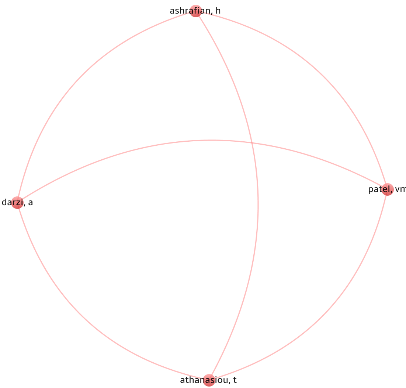 ashrafian, h
patel, vm
darzi, a
athanasiou, t